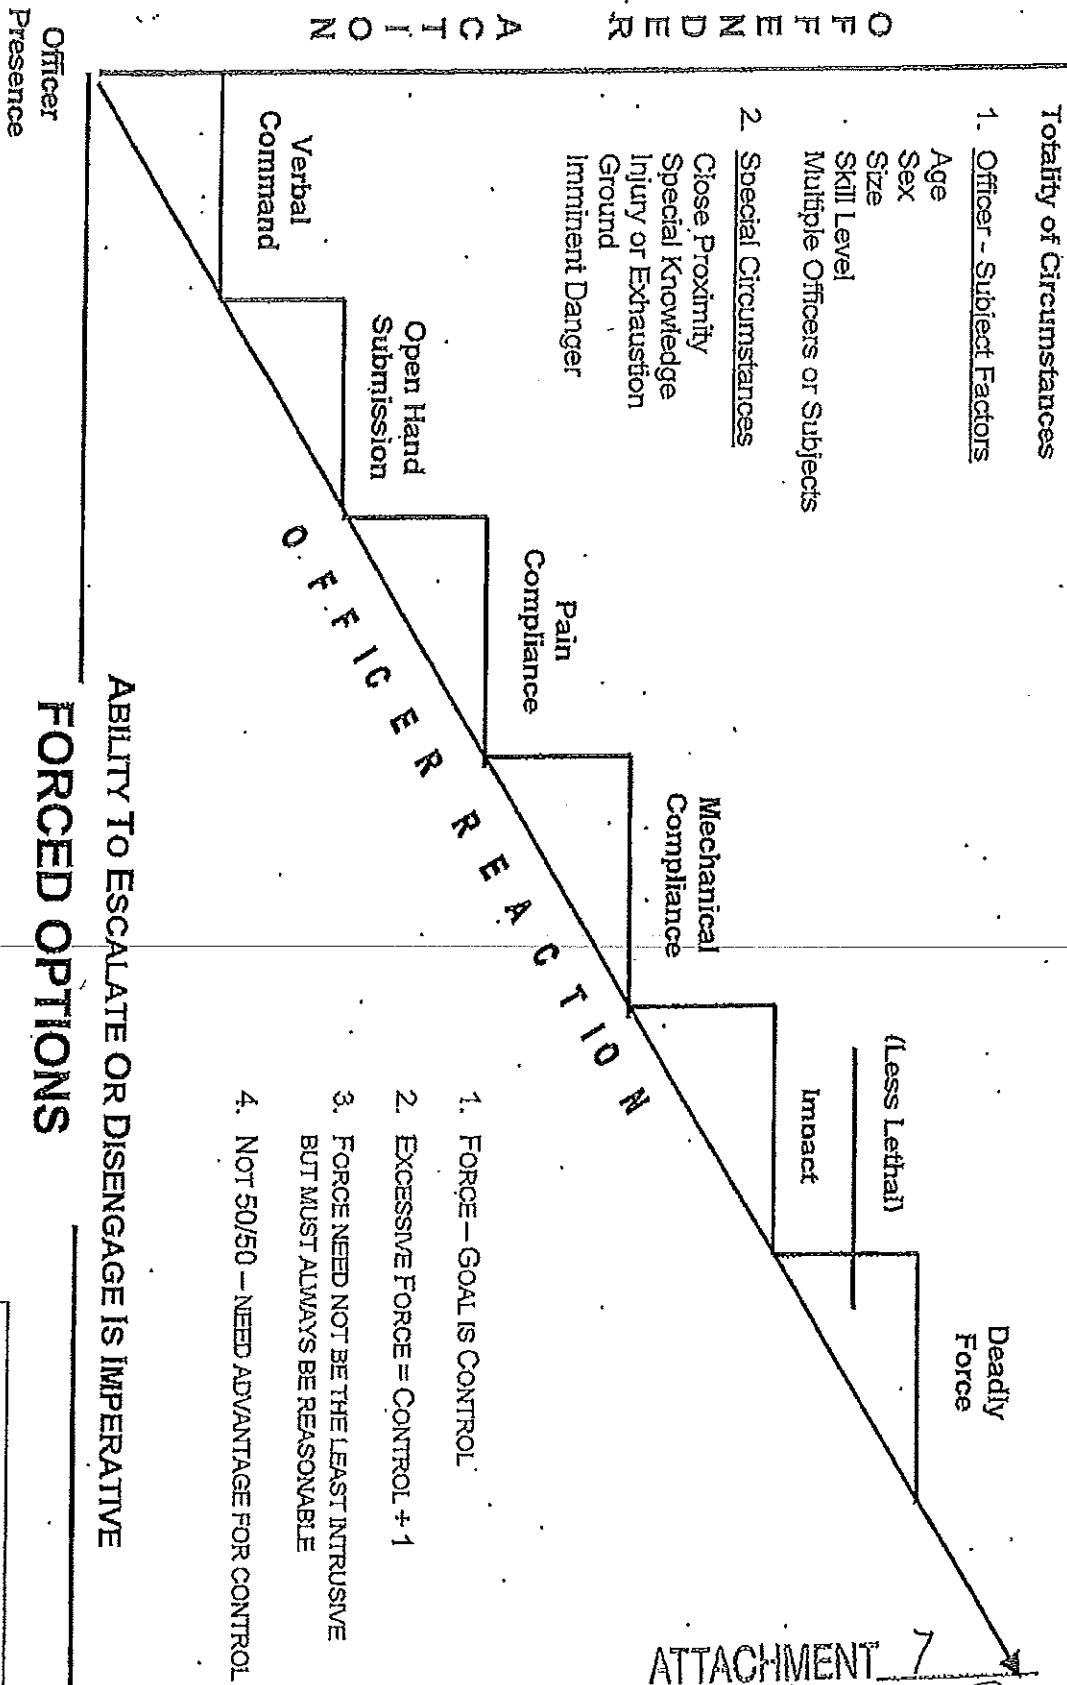 Totality of Circumstances
1. Officer - Subject Factors
Age
Sex
Size
Skill Level
Multiple Officers or Subjects
2. Special Circumstances
Close Proximity
Special Knowledge
Injury or Exhaustion
Ground
Imminent Danger
OFFENDER ACTION
Officer
Presence
Verbal
Command
Open Hand
Submission
Pain
Compliance
Mechanical
Compliance
(Less Lethal)
Impact
Deadly
Force
OFFICER REACTION
1. FORCE – GOAL IS CONTROL
2. EXCESSIVE FORCE = CONTROL + 1
3. FORCE NEED NOT BE THE LEAST INTRUSIVE
BUT MUST ALWAYS BE REASONABLE
4. NOT 50/50 – NEED ADVANTAGE FOR CONTROL
ABILITY TO ESCALATE OR DISENGAGE IS IMPERATIVE
FORCED OPTIONS
ATTACHMENT 7